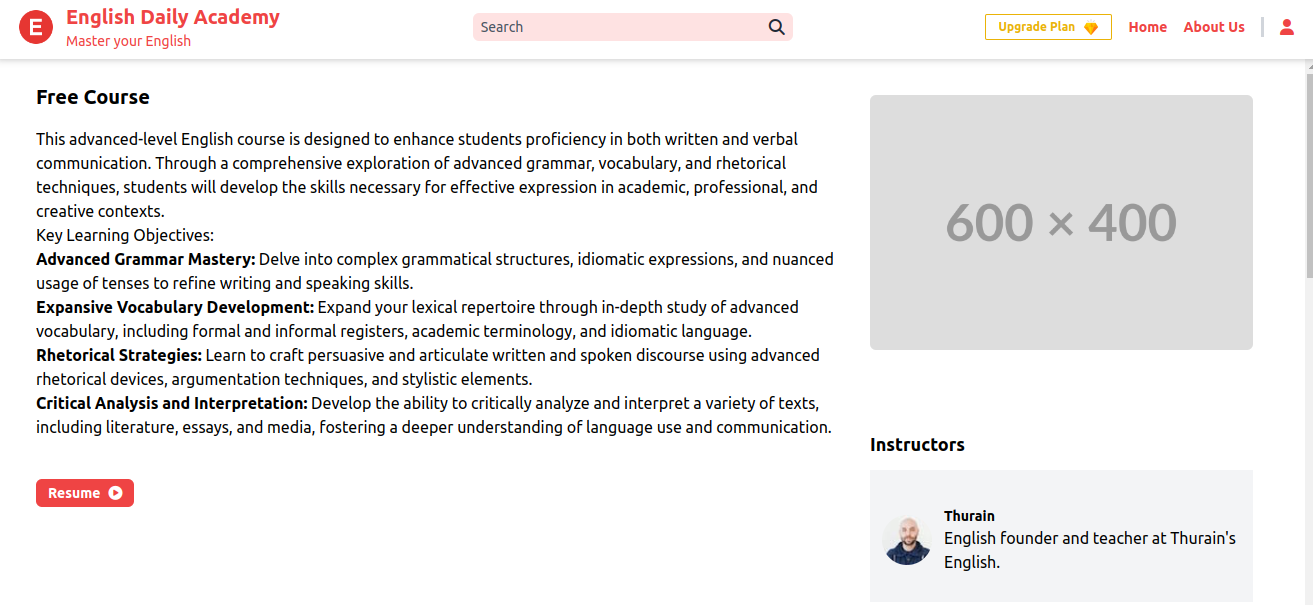 E
English Daily Academy
Master your English
Search
Upgrade Plan
Home
About Us
Free Course
This advanced-level English course is designed to enhance students proficiency in both written and verbal
communication. Through a comprehensive exploration of advanced grammar, vocabulary, and rhetorical
techniques, students will develop the skills necessary for effective expression in academic, professional, and
creative contexts.
Key Learning Objectives:
Advanced Grammar Mastery: Delve into complex grammatical structures, idiomatic expressions, and nuanced
usage of tenses to refine writing and speaking skills.
Expansive Vocabulary Development: Expand your lexical repertoire through in-depth study of advanced
vocabulary, including formal and informal registers, academic terminology, and idiomatic language.
Rhetorical Strategies: Learn to craft persuasive and articulate written and spoken discourse using advanced
rhetorical devices, argumentation techniques, and stylistic elements.
Critical Analysis and Interpretation: Develop the ability to critically analyze and interpret a variety of texts,
including literature, essays, and media, fostering a deeper understanding of language use and communication.
Resume
600 × 400
Instructors
Thurain
English founder and teacher at Thurain's
English.